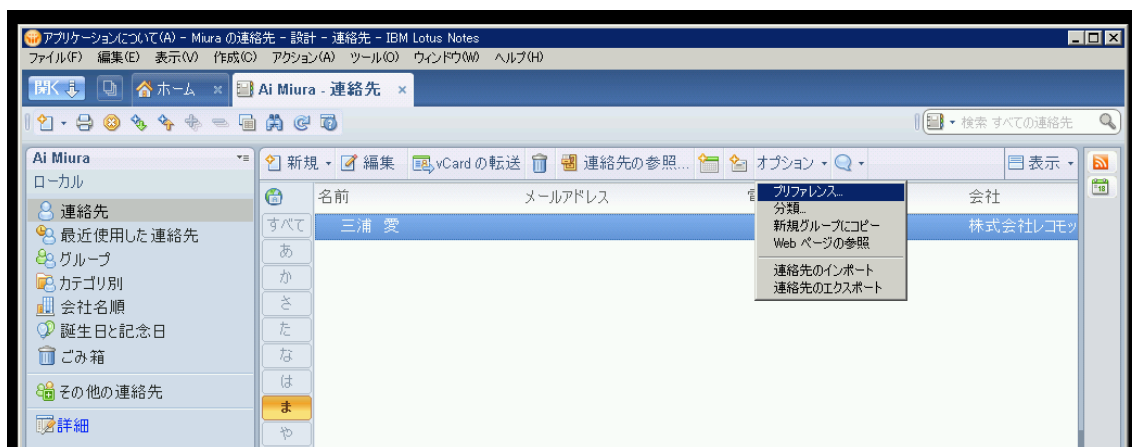 アプリケーションについて(A) - Miura の連絡先 - 設計 - 連絡先 - IBM Lotus Notes
ファイル(F) 編集(E) 表示(V) 作成(C) アクション(A) ツール(O) ウィンドウ(W) ヘルプ(H)
開く ホーム × Ai Miura - 連絡先 ×
検索 すべての連絡先
Ai Miura
ローカル
連絡先
最近使用した連絡先
グループ
カテゴリ別
会社名順
誕生日と記念日
ごみ箱
その他の連絡先
詳細
新規 編集 vCard の転送 連絡先の参照... オプション 表示
名前 メールアドレス 会社
すべて 三浦 愛 株式会社レコモッ
あ
か
さ
た
な
は
ま
や
プリファレンス...
分類...
新規グループにコピー
Web ページの参照
連絡先のインポート
連絡先のエクスポート
18